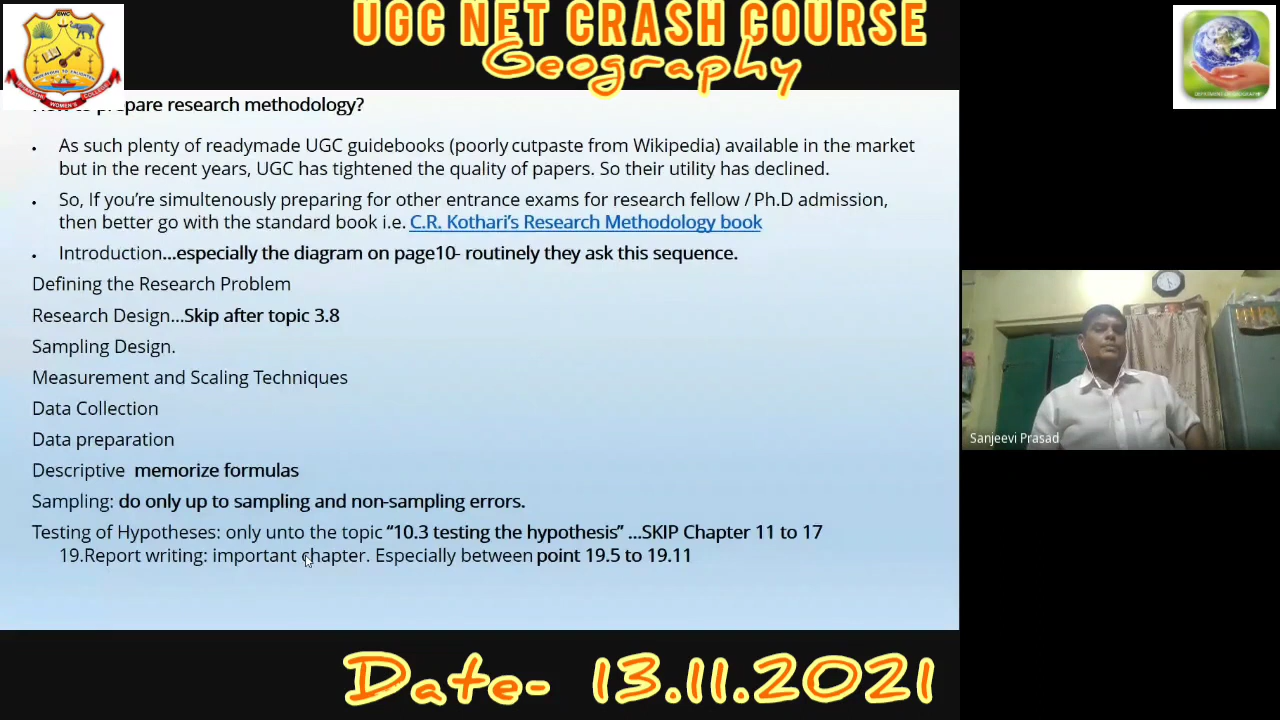 UGC NET CRASH COURSE
Geography
to prepare research methodology?
• As such plenty of readymade UGC guidebooks (poorly cutpaste from Wikipedia) available in the market
but in the recent years, UGC has tightened the quality of papers. So their utility has declined.
• So, If you're simultenously preparing for other entrance exams for research fellow / Ph.D admission,
then better go with the standard book i.e. C.R. Kothari's Research Methodology book
• Introduction...especially the diagram on page10- routinely they ask this sequence.
Defining the Research Problem
Research Design...Skip after topic 3.8
Sampling Design.
Measurement and Scaling Techniques
Data Collection
Data preparation
Descriptive memorize formulas
Sampling: do only up to sampling and non-sampling errors.
Testing of Hypotheses: only unto the topic “10.3 testing the hypothesis” ...SKIP Chapter 11 to 17
19.Report writing: important chapter. Especially between point 19.5 to 19.11
Sanjeevi Prasad
Date- 13.11.2021